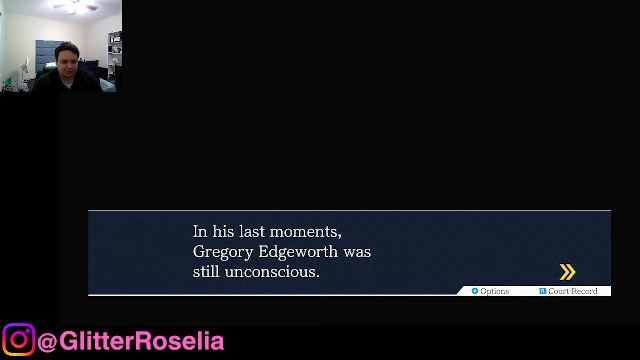 In his last moments,
Gregory Edgeworth was
still unconscious.
Options
Court Record
@GlitterRoselia